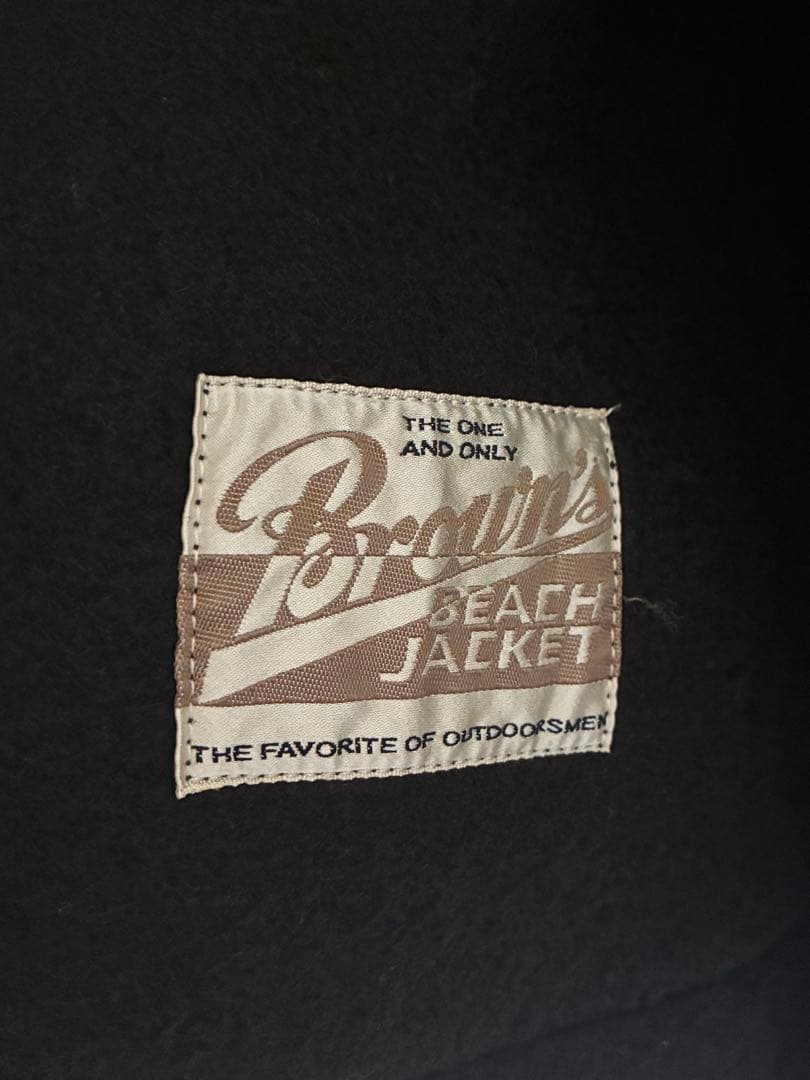 THE ONE
AND ONLY
Brown's
BEACH
JACKET
THE FAVORITE OF OUTDOORSMEN